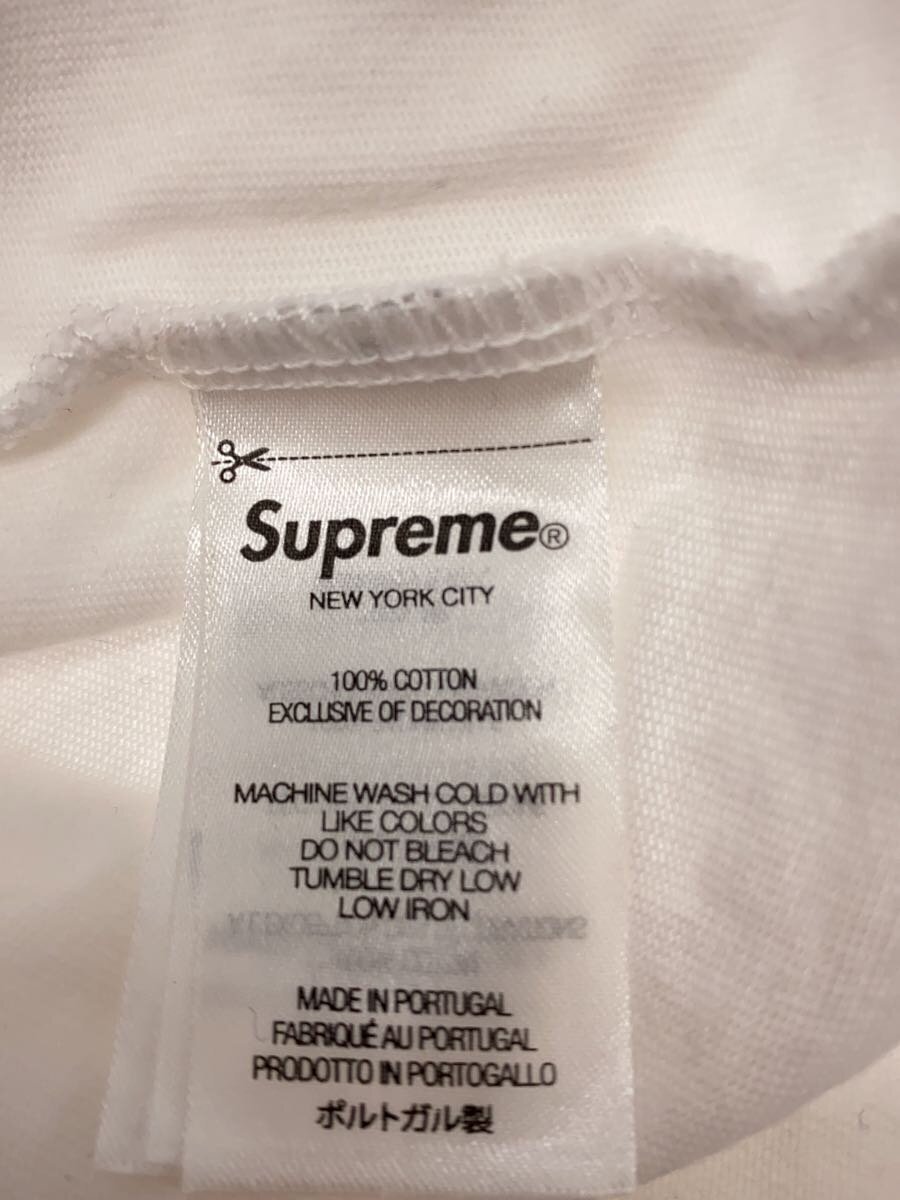 Supreme®
NEW YORK CITY
100% COTTON
EXCLUSIVE OF DECORATION
MACHINE WASH COLD WITH
LIKE COLORS
DO NOT BLEACH
TUMBLE DRY LOW
LOW IRON
MADE IN PORTUGAL
FABRIQUÉ AU PORTUGAL
PRODOTTO IN PORTOGALLO
ポルトガル製